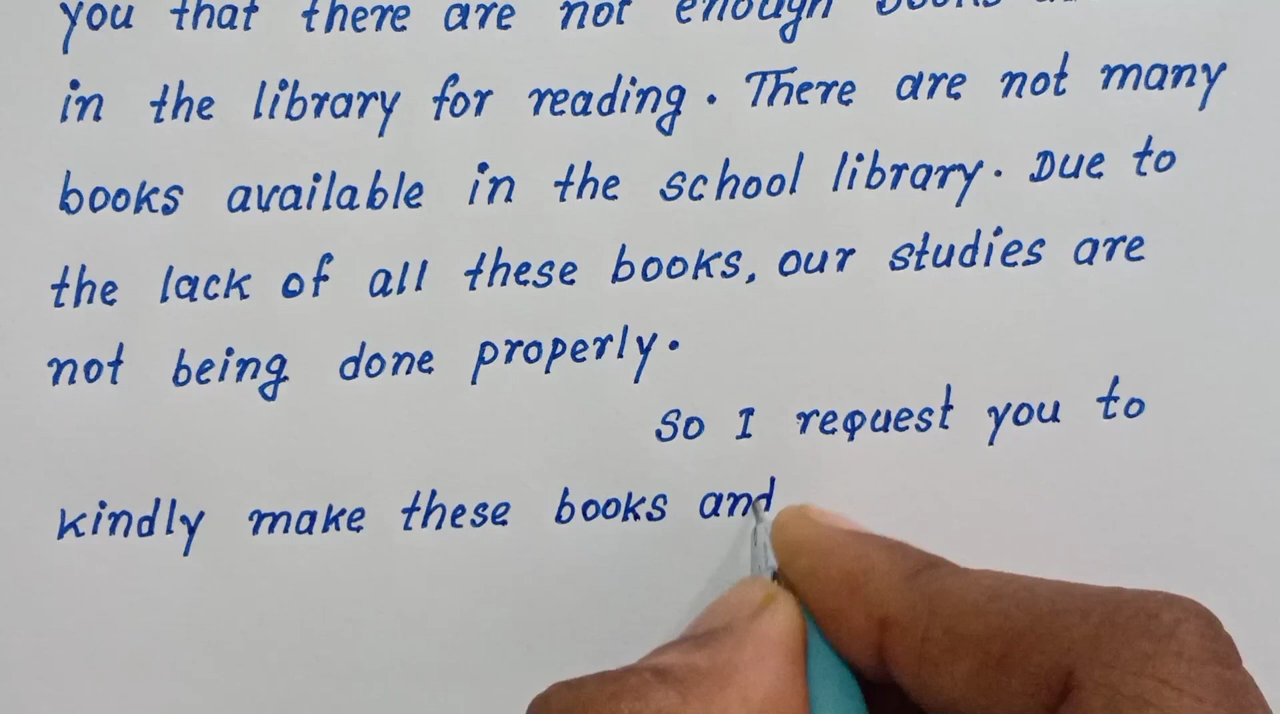 you that there are not enough books
in the library for reading. There are not many
books available in the school library. Due to
the lack of all these books, our studies are
not being done properly.
So I request you to
kindly make these books and